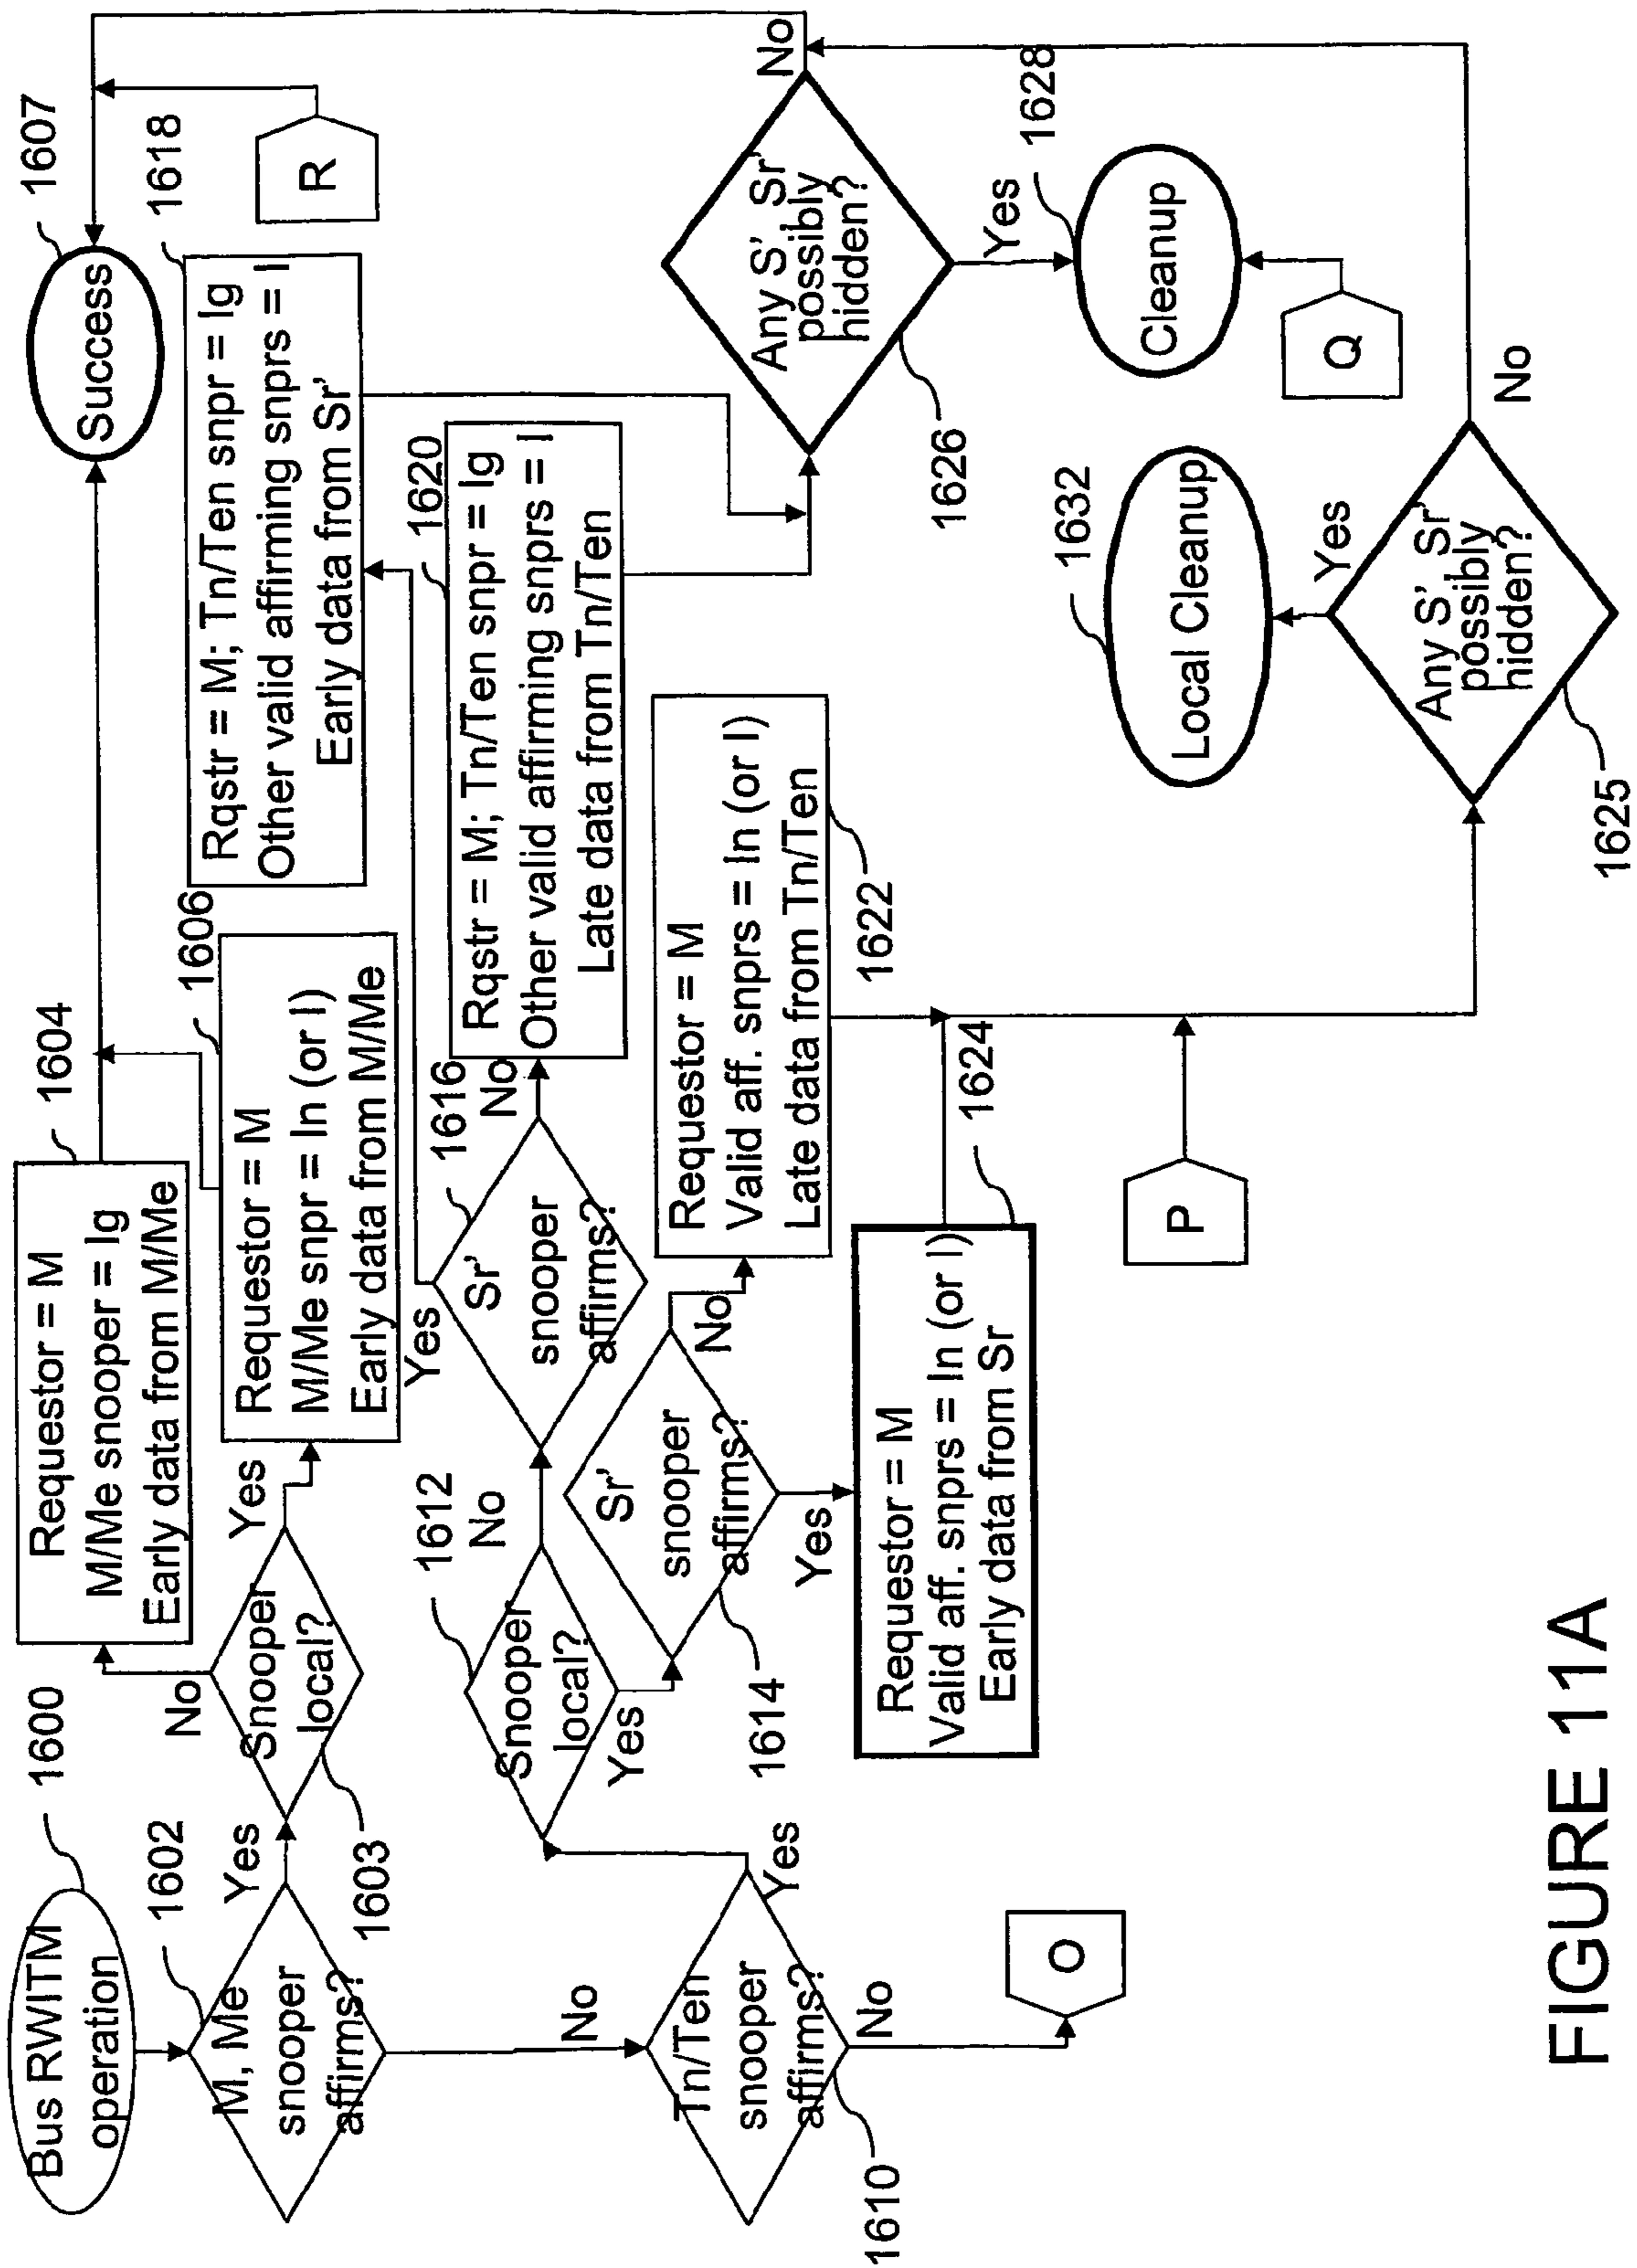 Bus RWITM
operation
1600
1602
M, Me
snooper
affirms?
Yes
No
1603
Snooper
local?
No
Yes
1604
Requestor = M
M/Me snooper = Ig
Early data from M/Me
1606
Requestor = M
M/Me snpr = In (or I)
Early data from M/Me
1607
Success
1610
Tn/Ten
snooper
affirms?
Yes
No
O
1612
Snooper
local?
No
Yes
1616
Sr'
snooper
affirms?
Yes
No
1614
Sr'
snooper
affirms?
No
Yes
1618
Rqstr = M; Tn/Ten snpr = Ig
Other valid affirming snprs = I
Early data from Sr'
1620
Rqstr = M; Tn/Ten snpr = Ig
Other valid affirming snprs = I
Late data from Tn/Ten
1622
Requestor = M
Valid aff. snprs = In (or I)
Late data from Tn/Ten
1624
Requestor = M
Valid aff. snprs = In (or I)
Early data from Sr
R
P
1626
Any S' Sr'
possibly
hidden?
No
Yes
1628
Cleanup
Q
1625
Any S' Sr'
possibly
hidden?
Yes
No
1632
Local Cleanup
FIGURE 11A